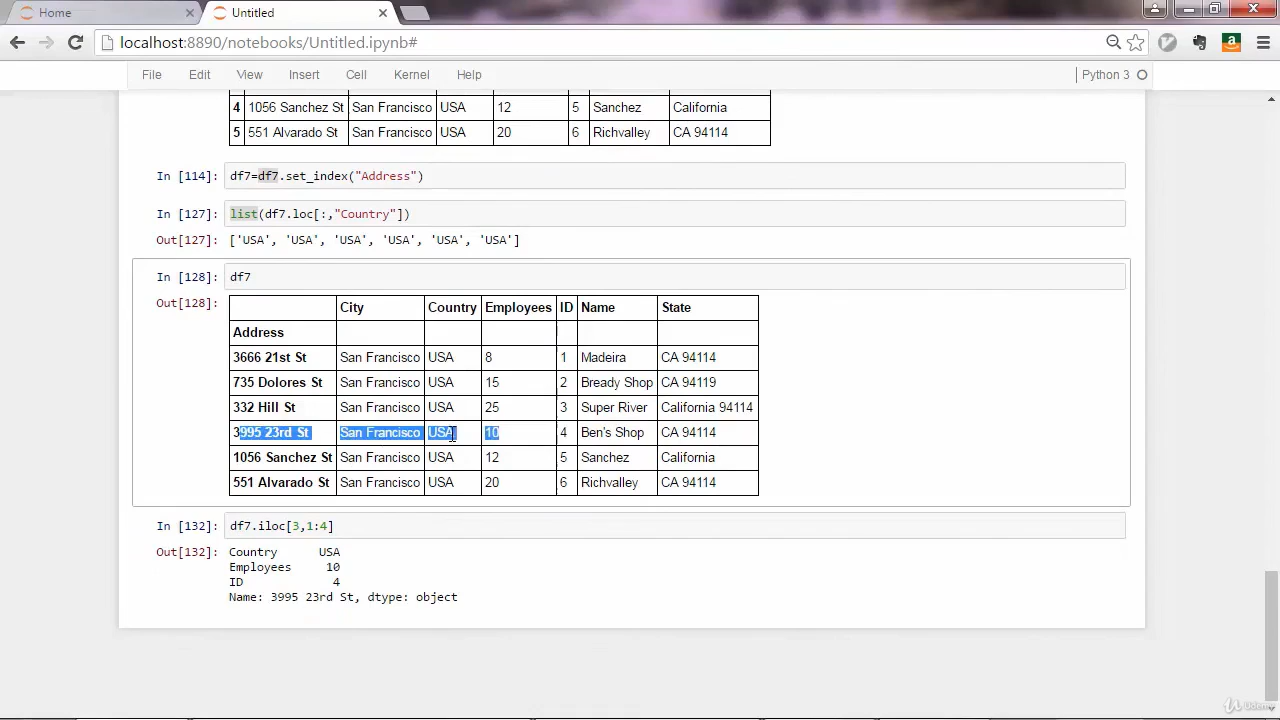 Home
Untitled
localhost:8890/notebooks/Untitled.ipynb#
File Edit View Insert Cell Kernel Help Python 3
4 1056 Sanchez St San Francisco USA 12 5 Sanchez California
5 551 Alvarado St San Francisco USA 20 6 Richvalley CA 94114
In [114]: df7=df7.set_index("Address")
In [127]: list(df7.loc[:,"Country"])
Out[127]: ['USA', 'USA', 'USA', 'USA', 'USA', 'USA']
In [128]: df7
Out[128]:
City Country Employees ID Name State
Address
3666 21st St San Francisco USA 8 1 Madeira CA 94114
735 Dolores St San Francisco USA 15 2 Bready Shop CA 94119
332 Hill St San Francisco USA 25 3 Super River California 94114
3995 23rd St San Francisco USA 10 4 Ben's Shop CA 94114
1056 Sanchez St San Francisco USA 12 5 Sanchez California
551 Alvarado St San Francisco USA 20 6 Richvalley CA 94114
In [132]: df7.iloc[3,1:4]
Out[132]: Country USA
Employees 10
ID 4
Name: 3995 23rd St, dtype: object
Udemy